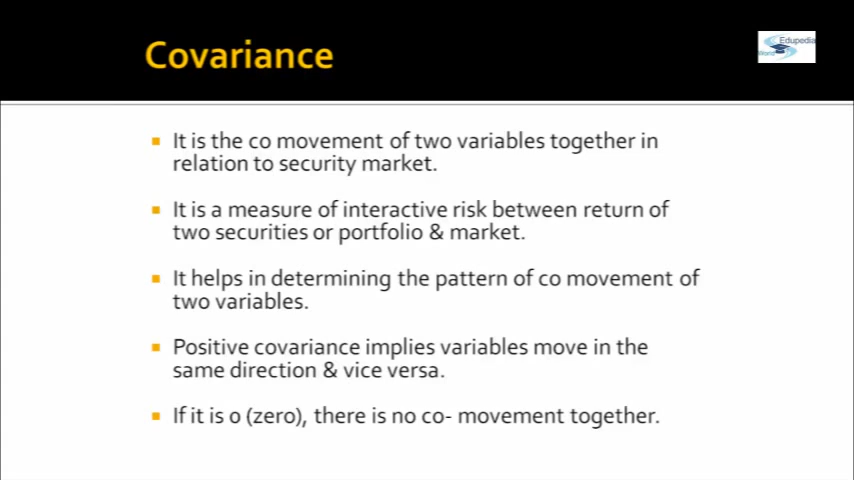 Covariance
Edupedia
World
It is the co movement of two variables together in
relation to security market.
It is a measure of interactive risk between return of
two securities or portfolio & market.
It helps in determining the pattern of co movement of
two variables.
Positive covariance implies variables move in the
same direction & vice versa.
If it is 0 (zero), there is no co- movement together.